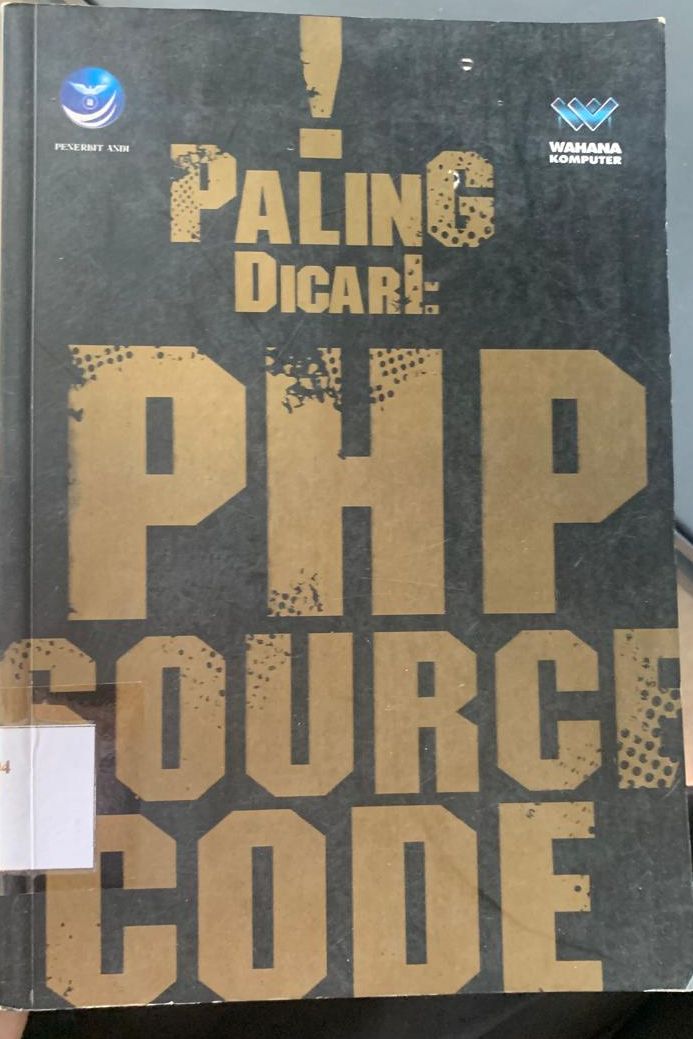 !
PENERBIT ANDI
WAHANA
KOMPUTER
PALING
DICARI:
PHP
SOURCE
CODE